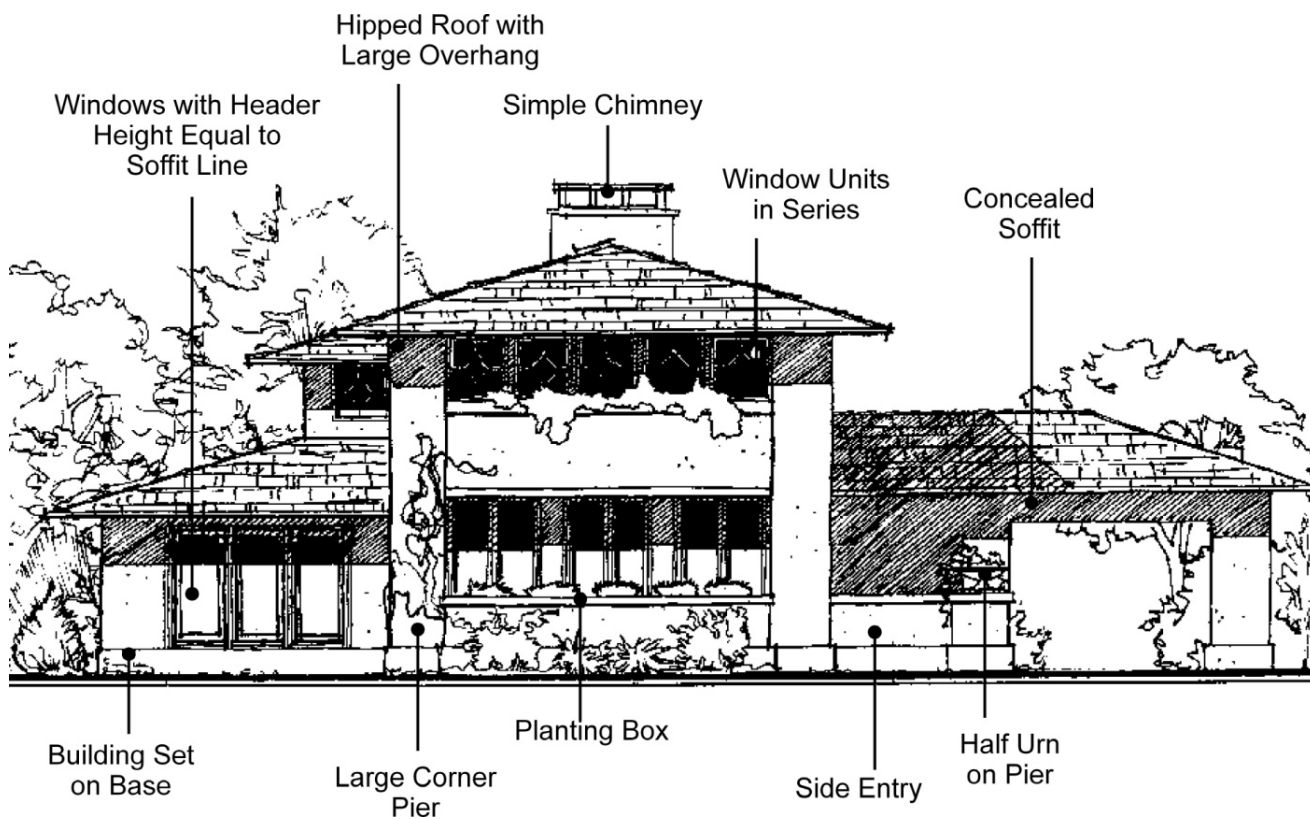 Hipped Roof with
Large Overhang
Windows with Header
Height Equal to
Soffit Line
Simple Chimney
Window Units
in Series
Concealed
Soffit
Building Set
on Base
Large Corner
Pier
Planting Box
Side Entry
Half Urn
on Pier